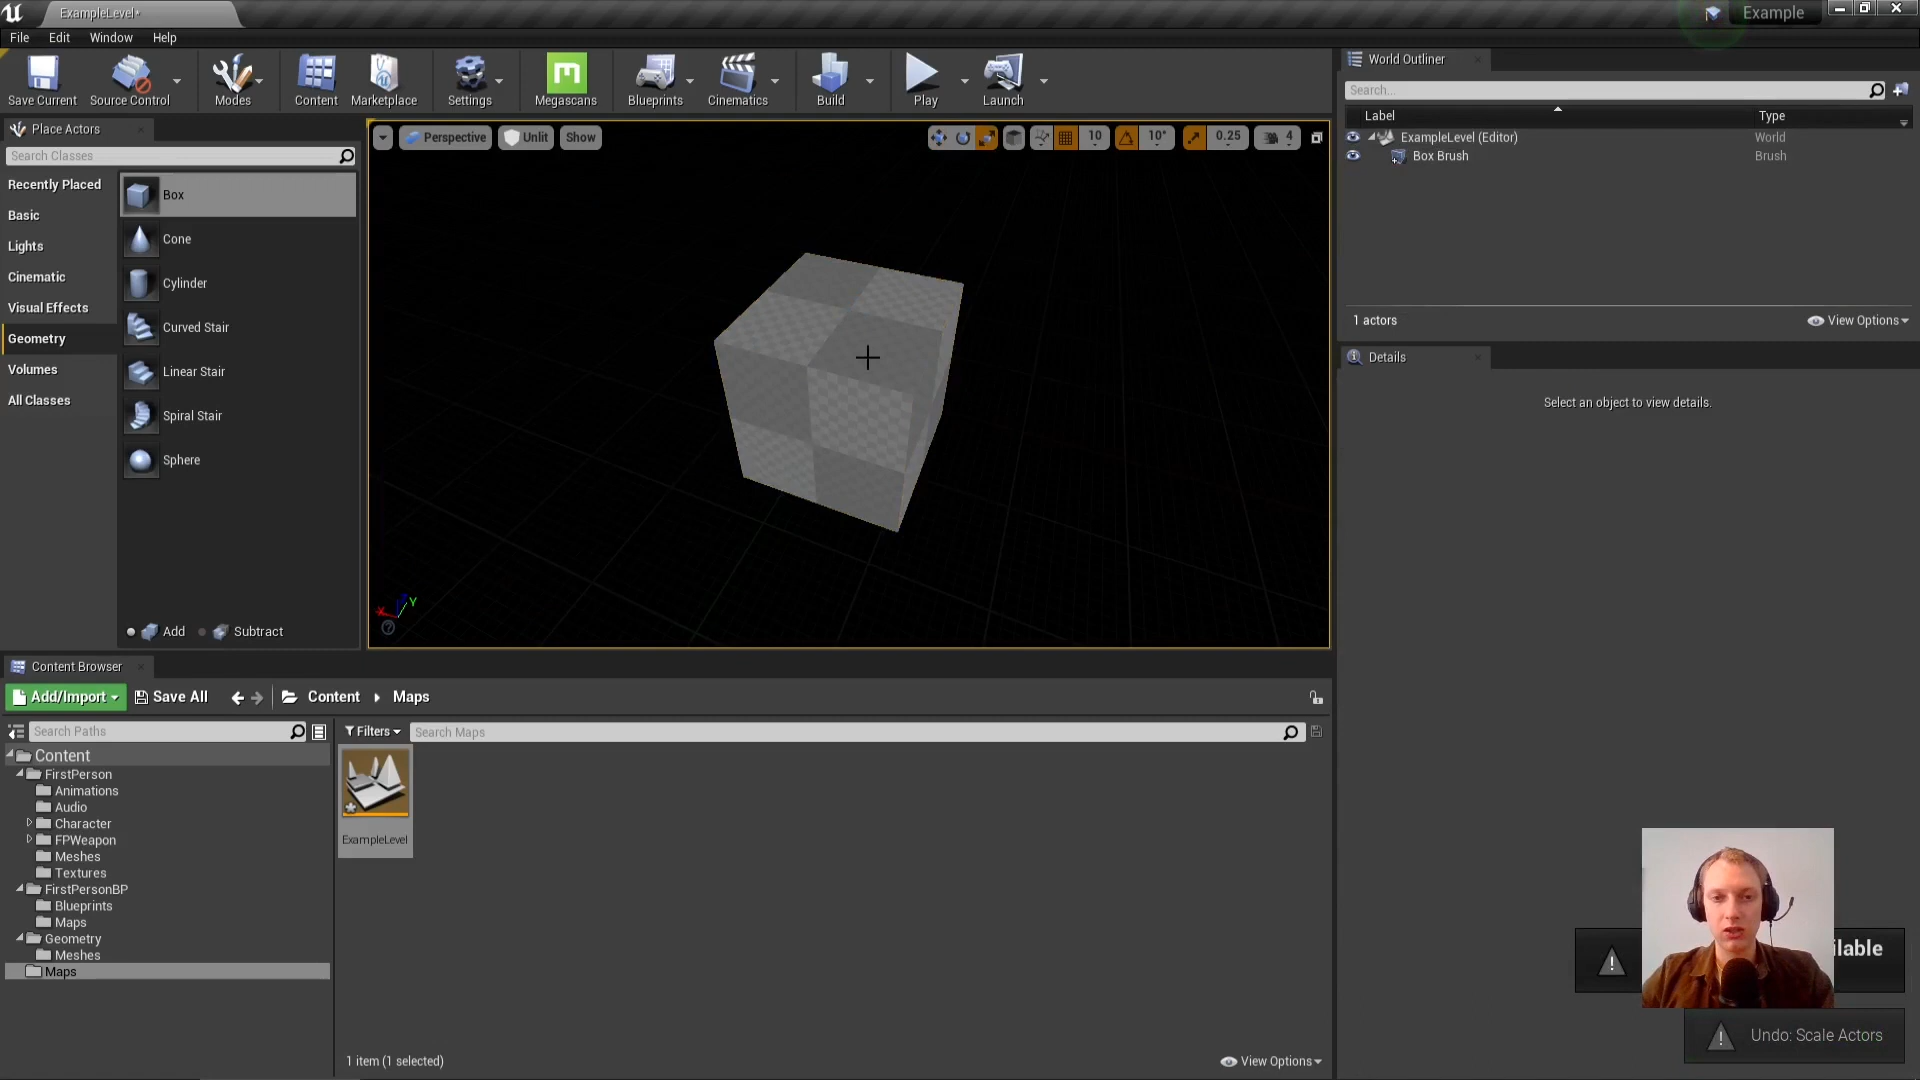 ExampleLevel*
Example
File Edit Window Help
Save Current Source Control Modes Content Marketplace Settings Megascans Blueprints Cinematics Build Play Launch
Place Actors
Search Classes
Recently Placed
Basic
Lights
Cinematic
Visual Effects
Geometry
Volumes
All Classes
Box
Cone
Cylinder
Curved Stair
Linear Stair
Spiral Stair
Sphere
Add Subtract
Perspective Unlit Show
10 10° 0.25 4
X Y
World Outliner
Search...
Label Type
ExampleLevel (Editor) World
Box Brush Brush
1 actors View Options
Details
Select an object to view details.
Content Browser
Add/Import Save All Content Maps
Search Paths
Filters Search Maps
Content
FirstPerson
Animations
Audio
Character
FPWeapon
Meshes
Textures
FirstPersonBP
Blueprints
Maps
Geometry
Meshes
Maps
ExampleLevel
1 item (1 selected) View Options
ilable
Undo: Scale Actors